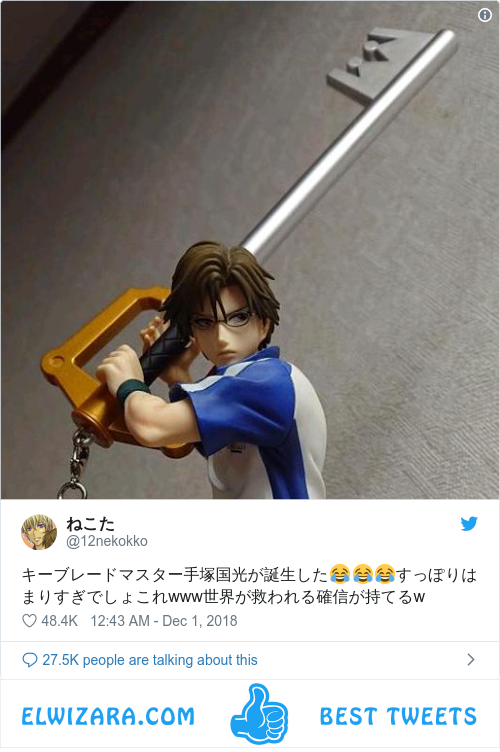 ねこた
@12nekokko
キーブレードマスター手塚国光が誕生した😂😂😂すっぽりは
まりすぎでしょこれwww世界が救われる確信が持てるw
48.4K 12:43 AM - Dec 1, 2018
27.5K people are talking about this
ELWIZARA.COM BEST TWEETS